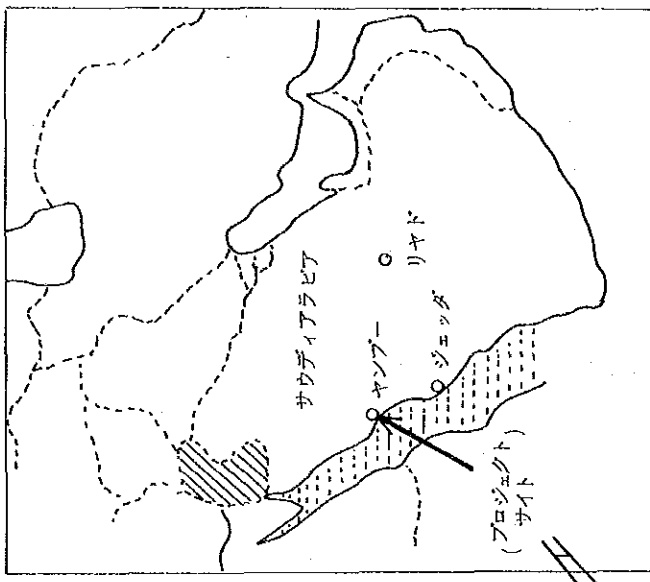 サウディアラビア
ヤンブー
ジェッダ
リヤド
(プロジェクト
サイト)